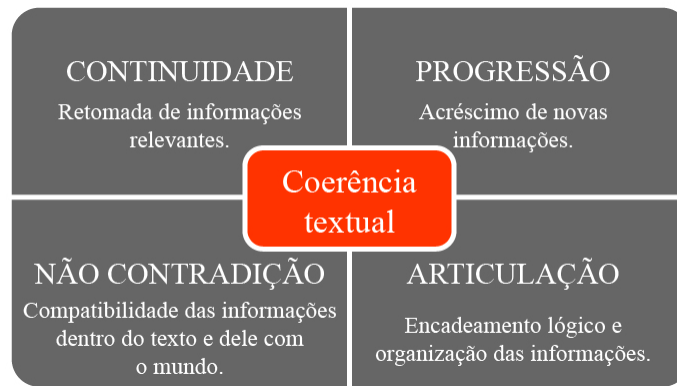 CONTINUIDADE
Retomada de informações
relevantes.
PROGRESSÃO
Acréscimo de novas
informações.
Coerência
textual
NÃO CONTRADIÇÃO
Compatibilidade das informações
dentro do texto e dele com
o mundo.
ARTICULAÇÃO
Encadeamento lógico e
organização das informações.